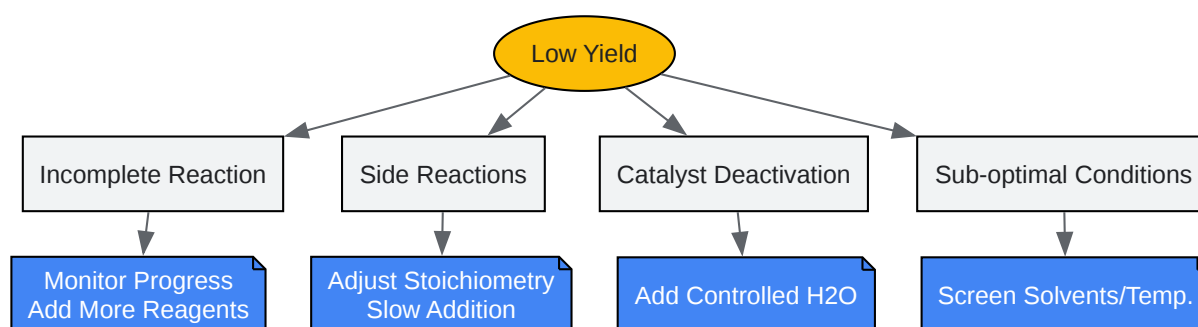 Low Yield
Incomplete Reaction
Side Reactions
Catalyst Deactivation
Sub-optimal Conditions
Monitor Progress
Add More Reagents
Adjust Stoichiometry
Slow Addition
Add Controlled H2O
Screen Solvents/Temp.